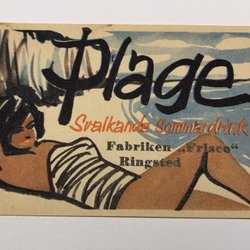 Plage
Svalkande Sommardrink
Fabriken „Frisco“
Ringsted